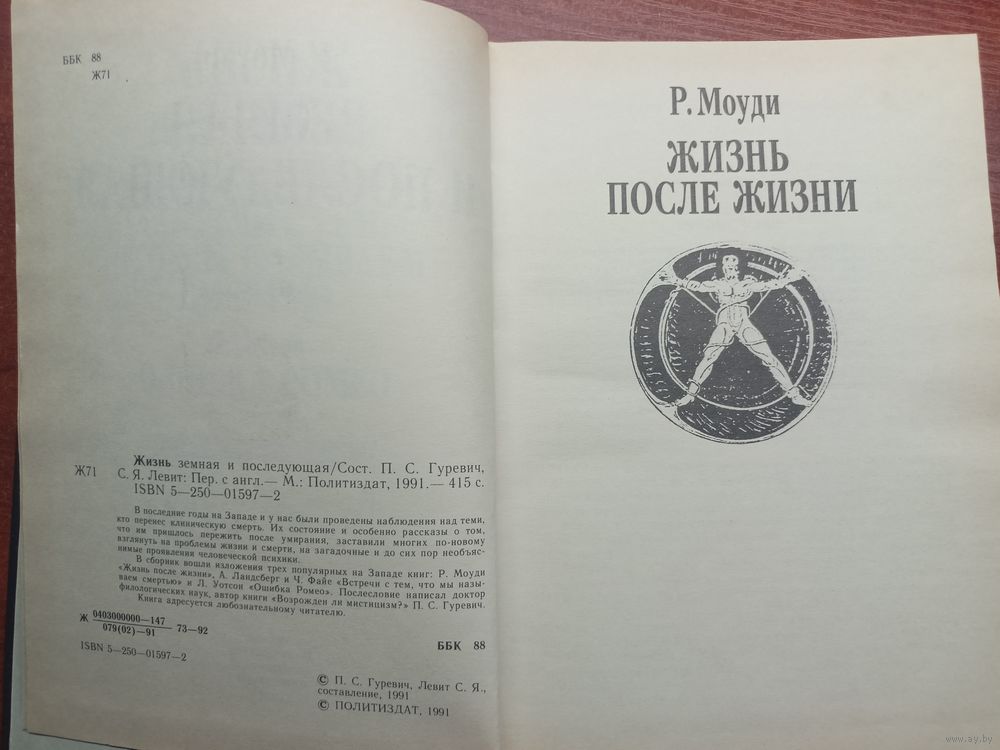 ББК 88
Ж71
Ж71
Жизнь земная и последующая/Сост. П. С. Гуревич,
С. Я. Левит: Пер. с англ.— М.: Политиздат, 1991.— 415 с.
ISBN 5—250—01597—2
В последние годы на Западе и у нас были проведены наблюдения над теми,
кто перенес клиническую смерть. Их состояние и особенно рассказы о том,
что им пришлось пережить после умирания, заставили многих по-новому
взглянуть на проблемы жизни и смерти, на загадочные и до сих пор необъяс-
нимые проявления человеческой психики.
В сборник вошли изложения трех популярных на Западе книг: Р. Моуди
«Жизнь после жизни», А. Ландсберг и Ч. Файе «Встречи с тем, что мы назы-
ваем смертью» и Л. Уотсон «Ошибка Ромео». Послесловие написал доктор
филологических наук, автор книги «Возрожден ли мистицизм?» П. С. Гуревич.
Книга адресуется любознательному читателю.
Ж 0403000000—147
079(02)—91 73—92
ББК 88
ISBN 5—250—01597—2
© П. С. Гуревич, Левит С. Я.,
составление, 1991
© ПОЛИТИЗДАТ, 1991
Р. Моуди
ЖИЗНЬ
ПОСЛЕ ЖИЗНИ
www.ay.by